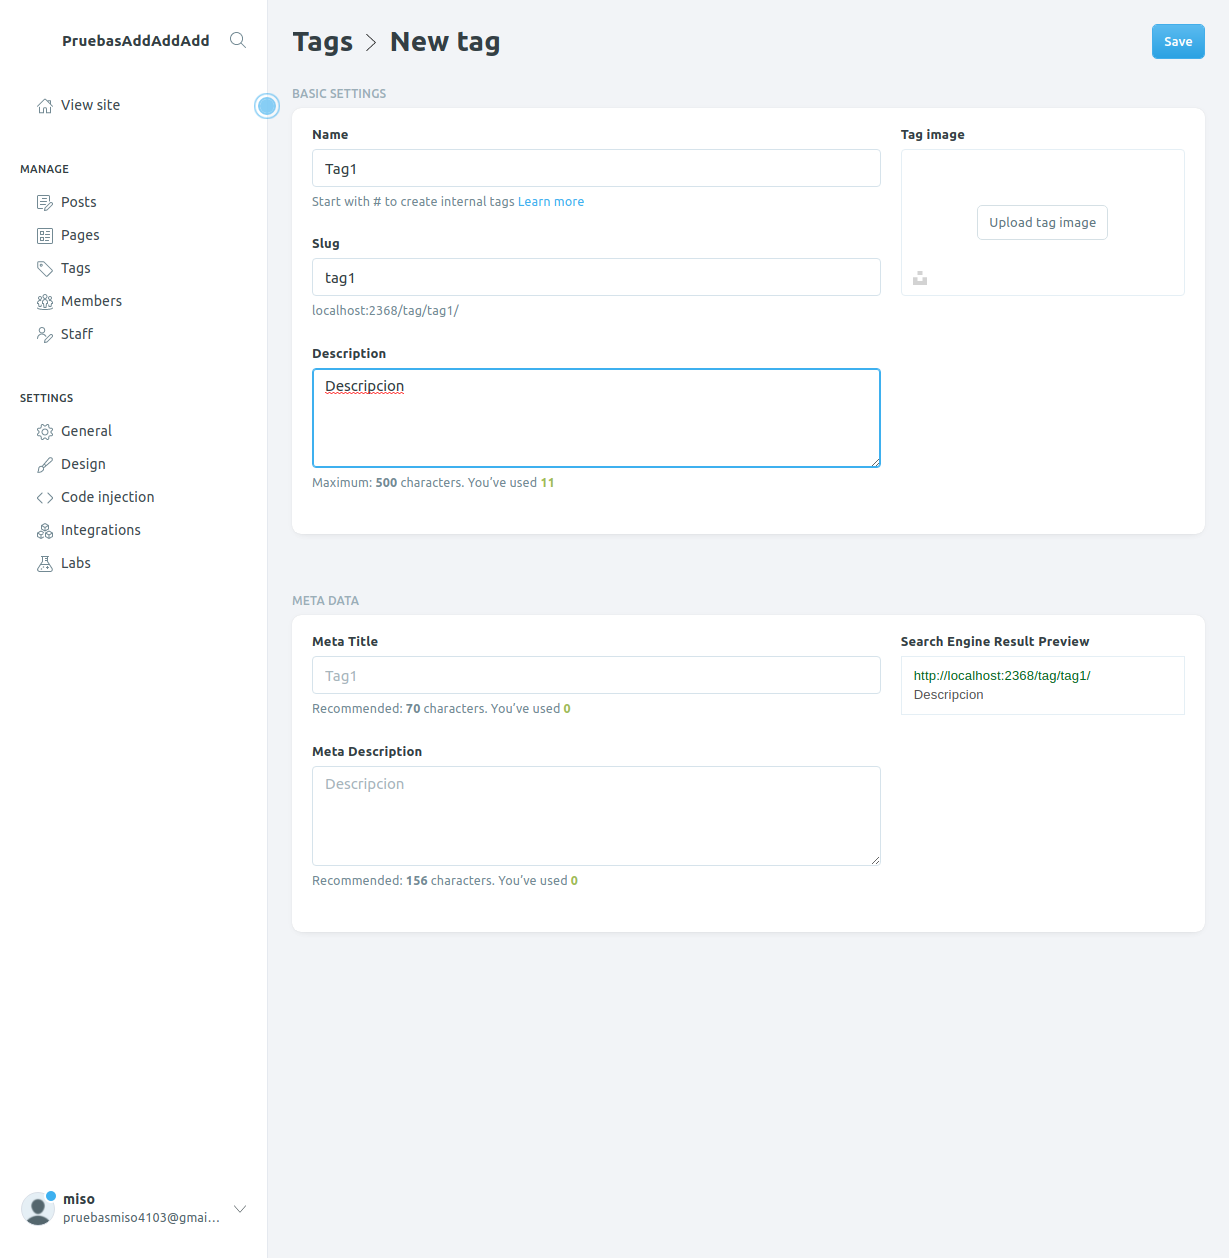 PruebasAddAddAdd
View site
MANAGE
Posts
Pages
Tags
Members
Staff
SETTINGS
General
Design
Code injection
Integrations
Labs
miso
pruebasmiso4103@gmai...
Tags > New tag
Save
BASIC SETTINGS
Name
Tag1
Start with # to create internal tags Learn more
Slug
tag1
localhost:2368/tag/tag1/
Description
Descripcion
Maximum: 500 characters. You’ve used 11
Tag image
Upload tag image
META DATA
Meta Title
Tag1
Recommended: 70 characters. You’ve used 0
Meta Description
Descripcion
Recommended: 156 characters. You’ve used 0
Search Engine Result Preview
http://localhost:2368/tag/tag1/
Descripcion